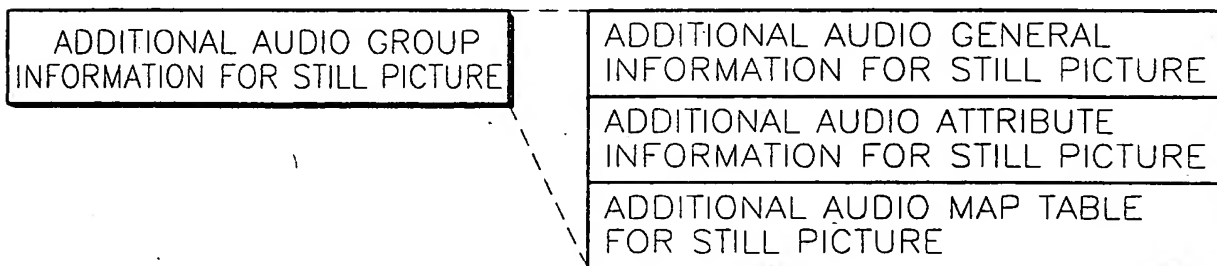 ADDITIONAL AUDIO GROUP
INFORMATION FOR STILL PICTURE
ADDITIONAL AUDIO GENERAL
INFORMATION FOR STILL PICTURE
ADDITIONAL AUDIO ATTRIBUTE
INFORMATION FOR STILL PICTURE
ADDITIONAL AUDIO MAP TABLE
FOR STILL PICTURE